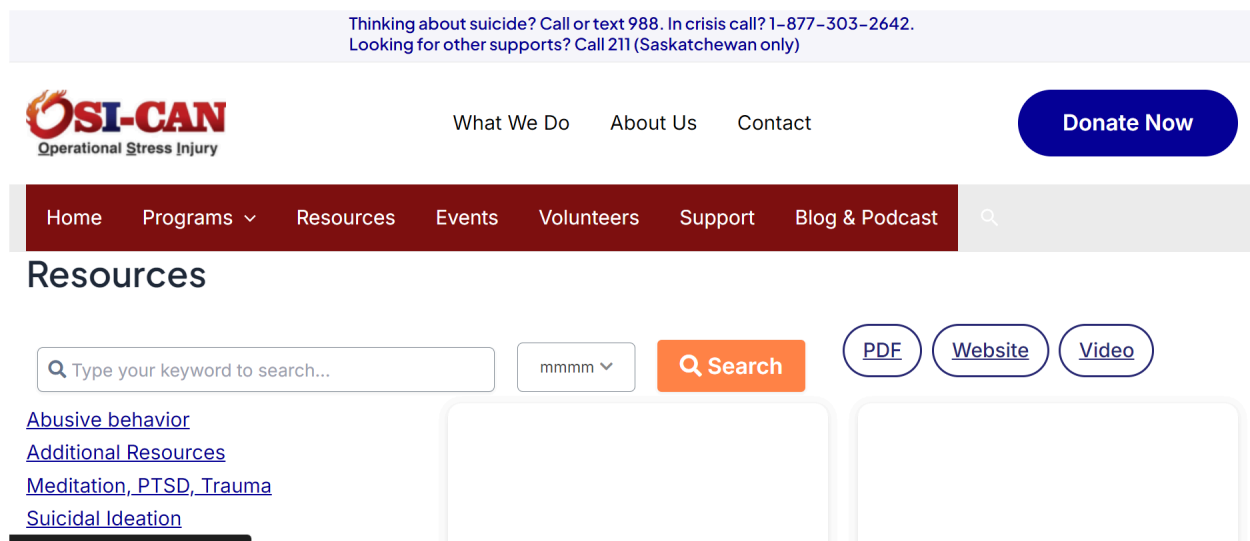 Thinking about suicide? Call or text 988. In crisis call? 1-877-303-2642.
Looking for other supports? Call 211 (Saskatchewan only)
OSI-CAN
Operational Stress Injury
What We Do About Us Contact
Donate Now
Home Programs Resources Events Volunteers Support Blog & Podcast
Resources
Type your keyword to search...
mmmm
Search
PDF Website Video
Abusive behavior
Additional Resources
Meditation, PTSD, Trauma
Suicidal Ideation